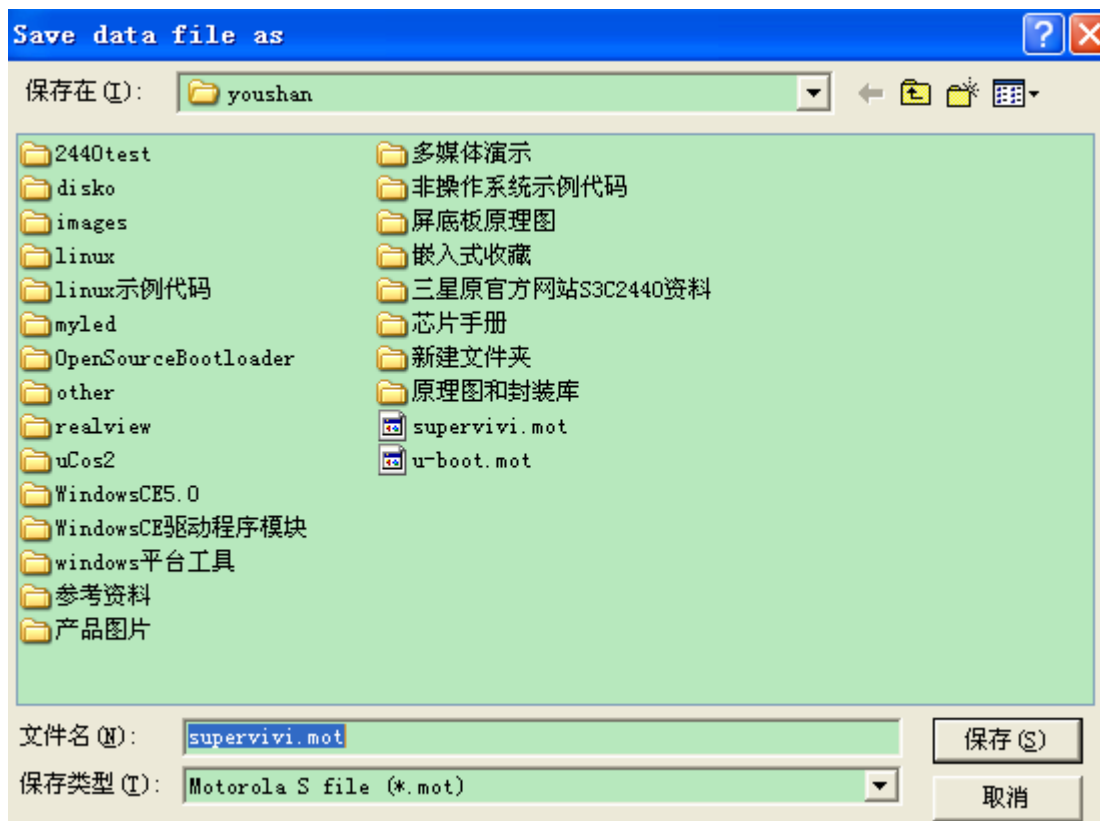 Save data file as
保存在(I): youshan
2440test
disko
images
linux
linux示例代码
myled
OpenSourceBootloader
other
realview
uCos2
WindowsCE5.0
WindowsCE驱动程序模块
windows平台工具
参考资料
产品图片
多媒体演示
非操作系统示例代码
屏底板原理图
嵌入式收藏
三星原官方网站S3C2440资料
芯片手册
新建文件夹
原理图和封装库
supervivi.mot
u-boot.mot
文件名(N): supervivi.mot 保存(S)
保存类型(T): Motorola S file (*.mot) 取消